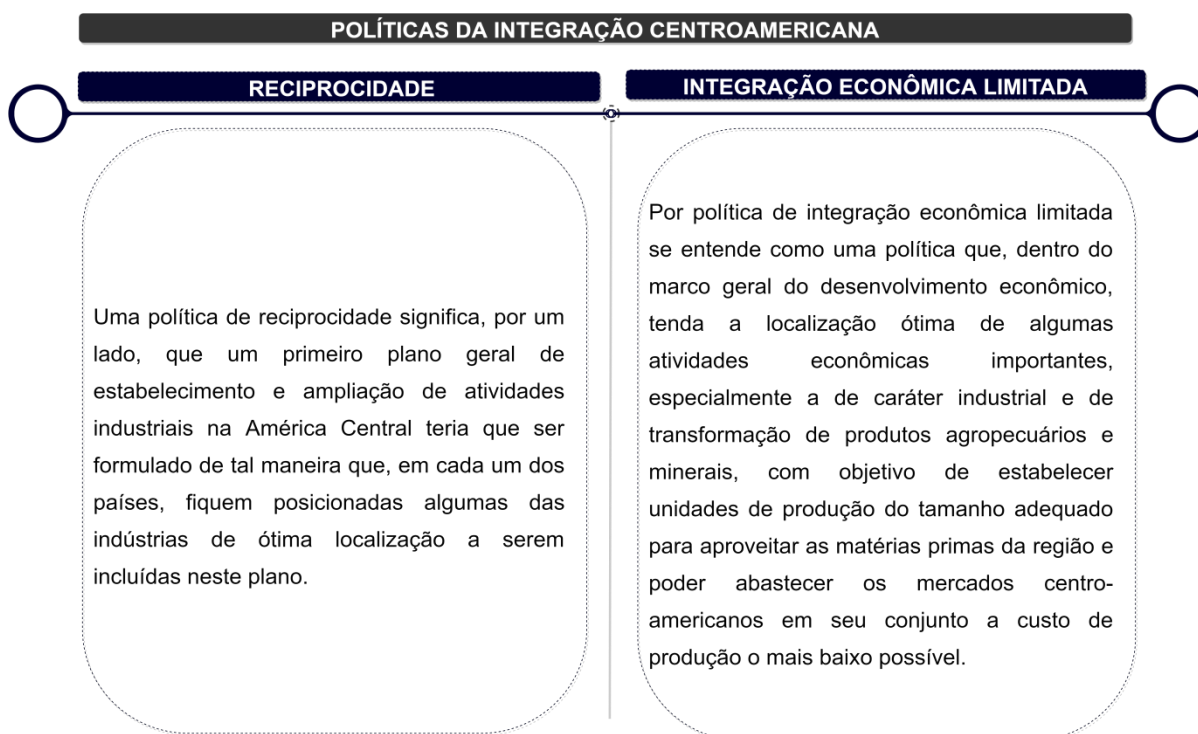 POLÍTICAS DA INTEGRAÇÃO CENTROAMERICANA
RECIPROCIDADE
Uma política de reciprocidade significa, por um
lado, que um primeiro plano geral de
estabelecimento e ampliação de atividades
industriais na América Central teria que ser
formulado de tal maneira que, em cada um dos
países, fiquem posicionadas algumas das
indústrias de ótima localização a serem
incluídas neste plano.
INTEGRAÇÃO ECONÔMICA LIMITADA
Por política de integração econômica limitada
se entende como uma política que, dentro do
marco geral do desenvolvimento econômico,
tenda a localização ótima de algumas
atividades econômicas importantes,
especialmente a de caráter industrial e de
transformação de produtos agropecuários e
minerais, com objetivo de estabelecer
unidades de produção do tamanho adequado
para aproveitar as matérias primas da região e
poder abastecer os mercados centro-
americanos em seu conjunto a custo de
produção o mais baixo possível.